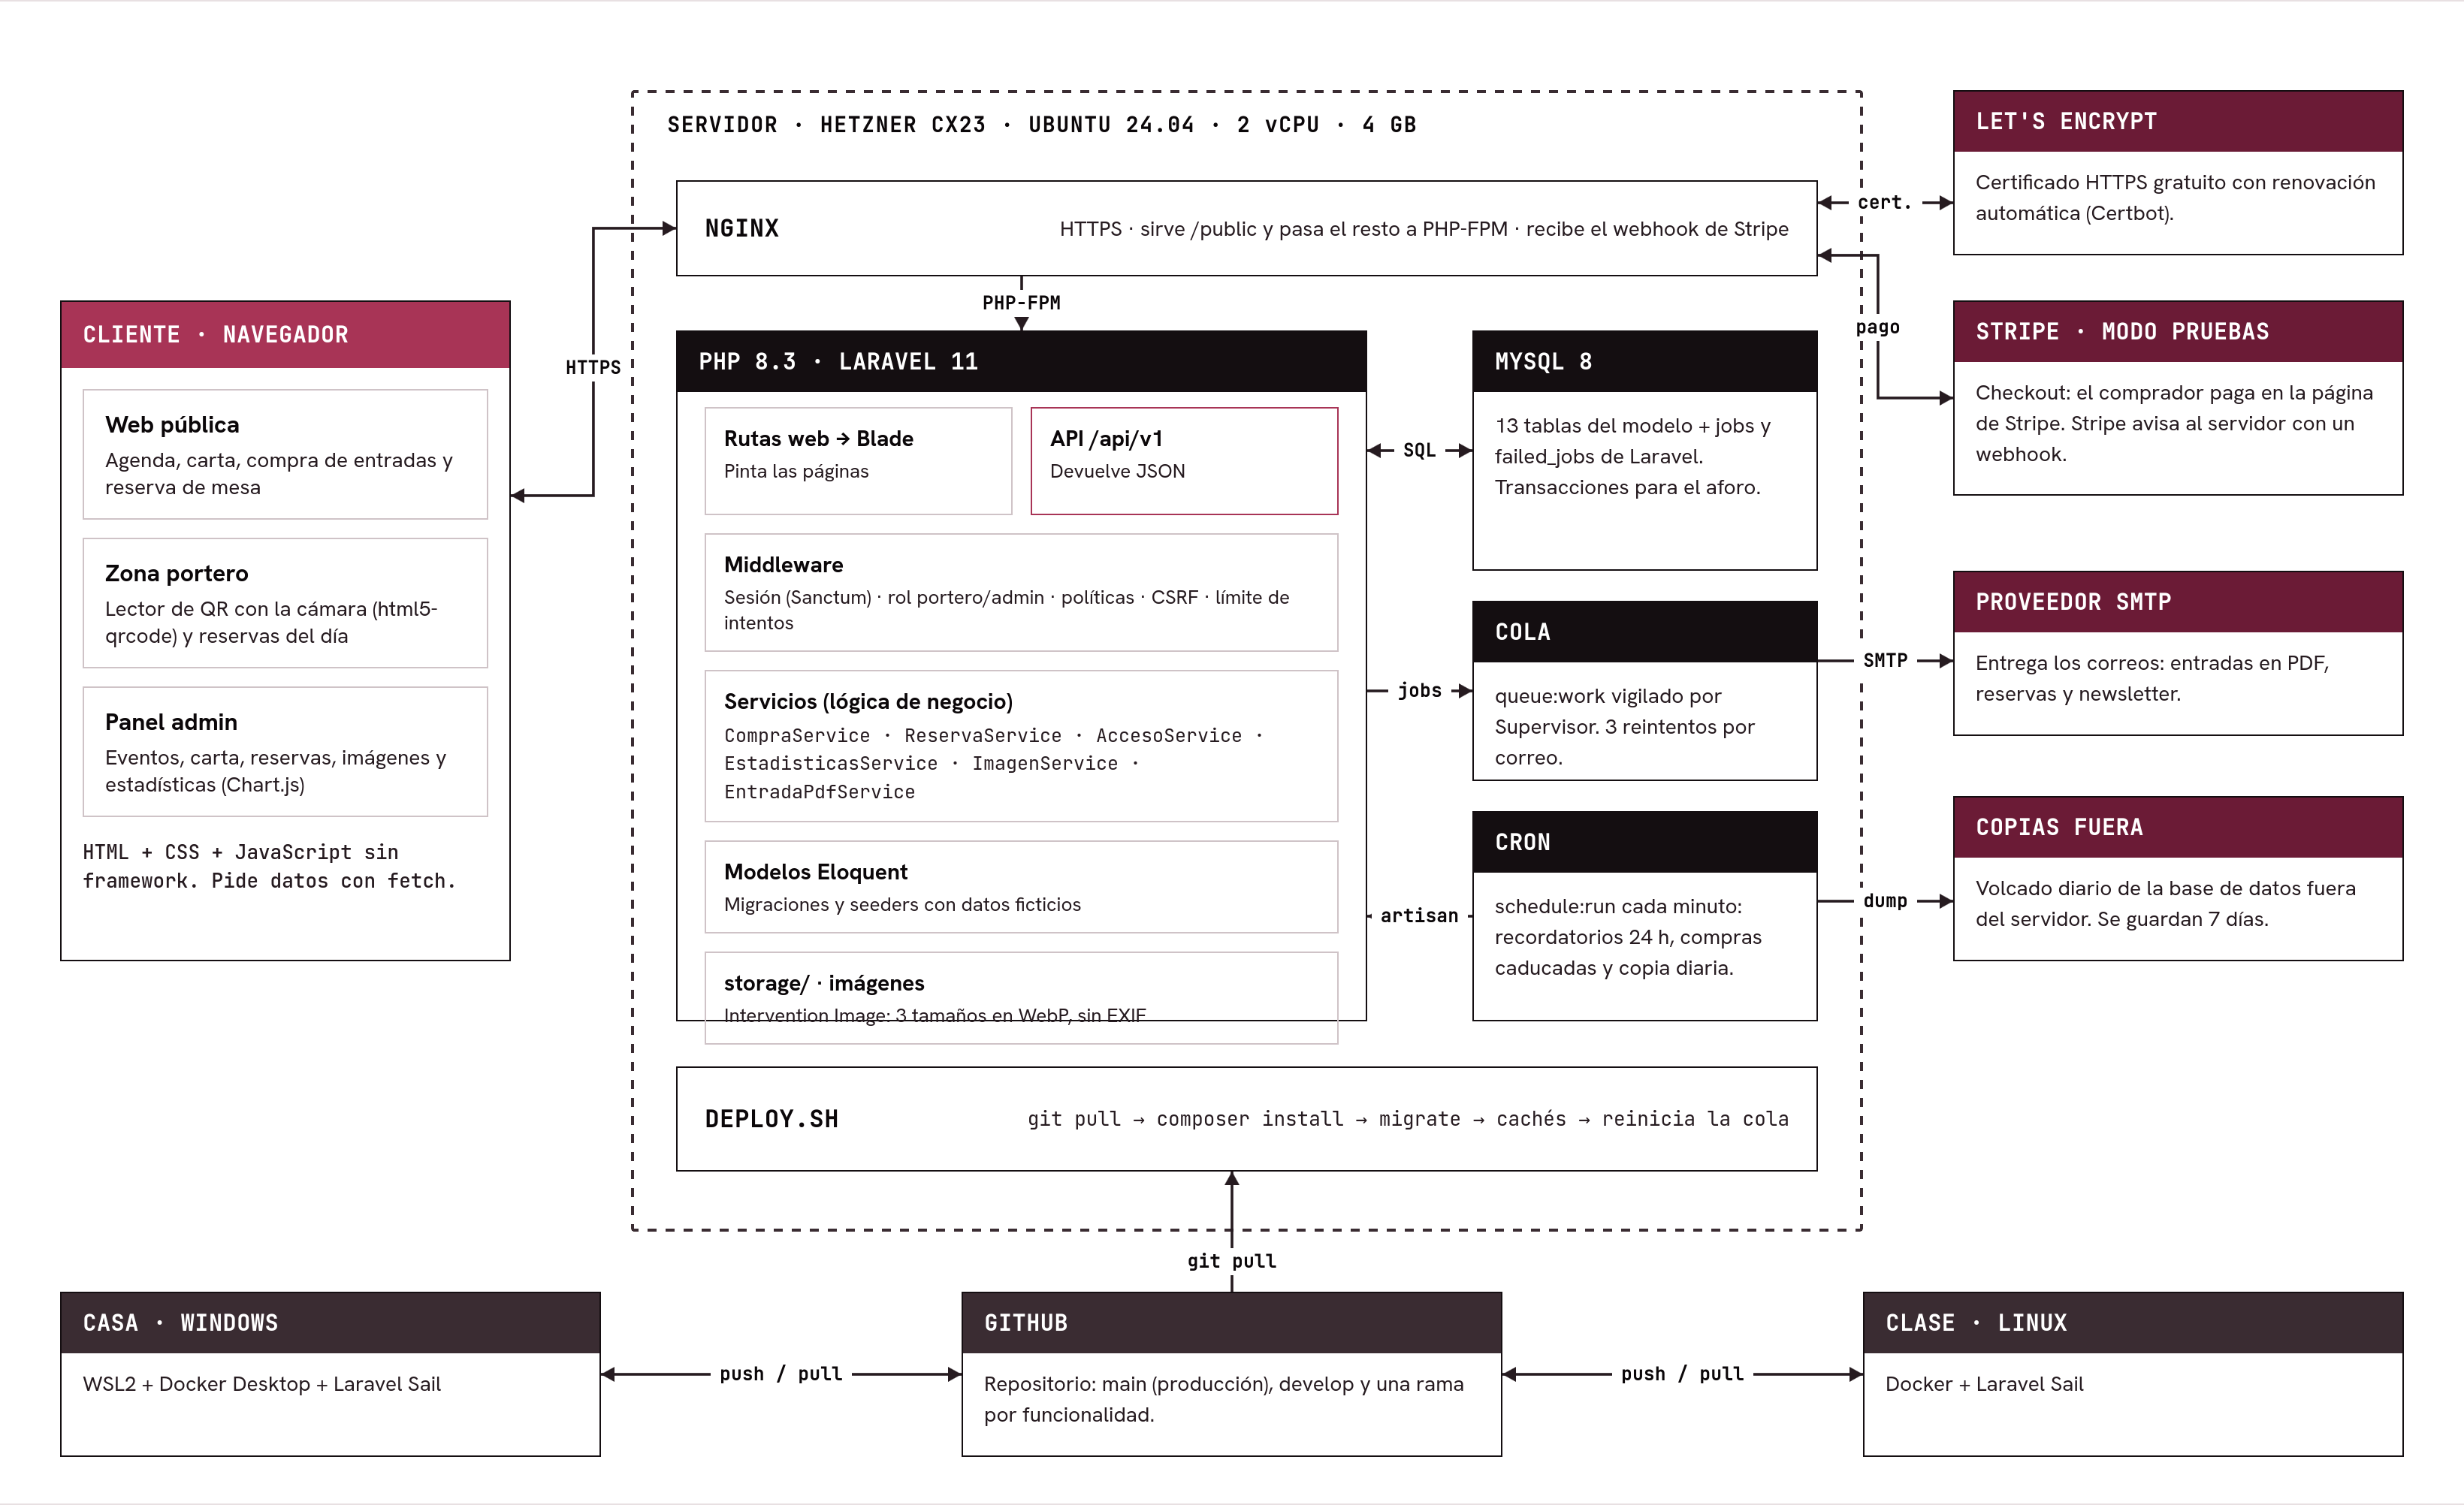 SERVIDOR · HETZNER CX23 · UBUNTU 24.04 · 2 vCPU · 4 GB
NGINX
HTTPS · sirve /public y pasa el resto a PHP-FPM · recibe el webhook de Stripe
cert.
LET'S ENCRYPT
Certificado HTTPS gratuito con renovación
automática (Certbot).
PHP-FPM
HTTPS
pago
CLIENTE · NAVEGADOR
Web pública
Agenda, carta, compra de entradas y
reserva de mesa
Zona portero
Lector de QR con la cámara (html5-
qrcode) y reservas del día
Panel admin
Eventos, carta, reservas, imágenes y
estadísticas (Chart.js)
HTML + CSS + JavaScript sin
framework. Pide datos con fetch.
PHP 8.3 · LARAVEL 11
Rutas web → Blade
Pinta las páginas
API /api/v1
Devuelve JSON
Middleware
Sesión (Sanctum) · rol portero/admin · políticas · CSRF · límite de
intentos
Servicios (lógica de negocio)
CompraService · ReservaService · AccesoService ·
EstadisticasService · ImagenService ·
EntradaPdfService
Modelos Eloquent
Migraciones y seeders con datos ficticios
storage/ · imágenes
Intervention Image: 3 tamaños en WebP, sin EXIF
SQL
jobs
artisan
MYSQL 8
13 tablas del modelo + jobs y
failed_jobs de Laravel.
Transacciones para el aforo.
COLA
queue:work vigilado por
Supervisor. 3 reintentos por
correo.
CRON
schedule:run cada minuto:
recordatorios 24 h, compras
caducadas y copia diaria.
SMTP
dump
STRIPE · MODO PRUEBAS
Checkout: el comprador paga en la página
de Stripe. Stripe avisa al servidor con un
webhook.
PROVEEDOR SMTP
Entrega los correos: entradas en PDF,
reservas y newsletter.
COPIAS FUERA
Volcado diario de la base de datos fuera
del servidor. Se guardan 7 días.
DEPLOY.SH
git pull → composer install → migrate → cachés → reinicia la cola
git pull
CASA · WINDOWS
WSL2 + Docker Desktop + Laravel Sail
push / pull
GITHUB
Repositorio: main (producción), develop y una rama
por funcionalidad.
push / pull
CLASE · LINUX
Docker + Laravel Sail